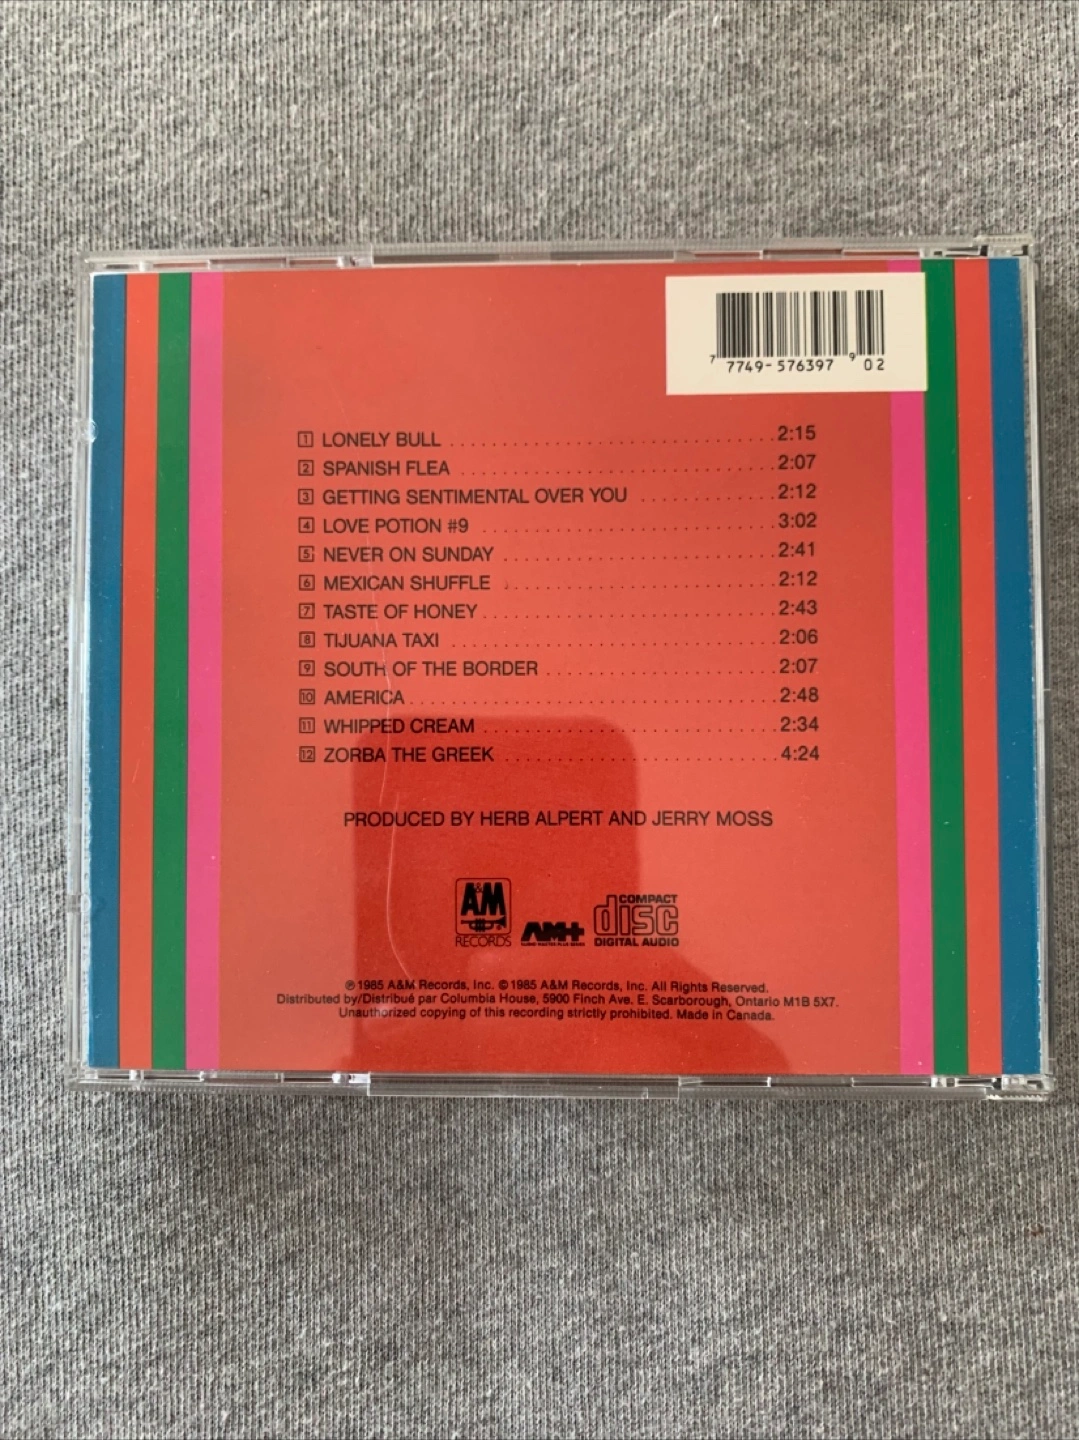 7 7749-576397 9 02
1 LONELY BULL 2:15
2 SPANISH FLEA 2:07
3 GETTING SENTIMENTAL OVER YOU 2:12
4 LOVE POTION #9 3:02
5 NEVER ON SUNDAY 2:41
6 MEXICAN SHUFFLE 2:12
7 TASTE OF HONEY 2:43
8 TIJUANA TAXI 2:06
9 SOUTH OF THE BORDER 2:07
10 AMERICA 2:48
11 WHIPPED CREAM 2:34
12 ZORBA THE GREEK 4:24
PRODUCED BY HERB ALPERT AND JERRY MOSS
A&M RECORDS
AM+
COMPACT disc DIGITAL AUDIO
℗ 1985 A&M Records, Inc. © 1985 A&M Records, Inc. All Rights Reserved.
Distributed by/Distribué par Columbia House, 5900 Finch Ave. E. Scarborough, Ontario M1B 5X7.
Unauthorized copying of this recording strictly prohibited. Made in Canada.